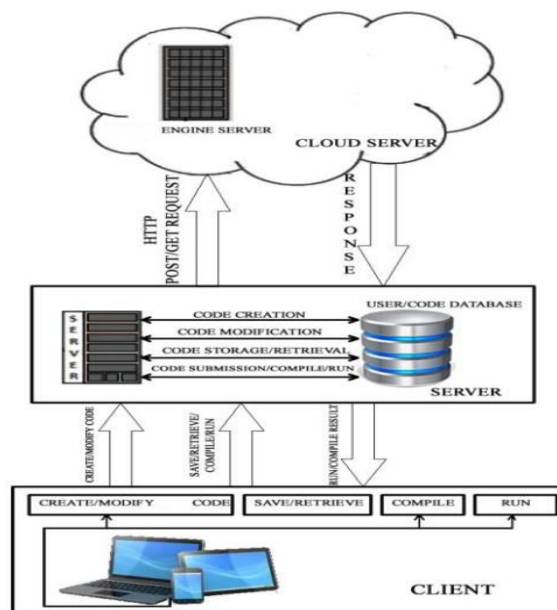 ENGINE SERVER
CLOUD SERVER
HTTP
POST/GET REQUEST
RESPONSE
SERVER
CODE CREATION
CODE MODIFICATION
CODE STORAGE/RETRIEVAL
CODE SUBMISSION/COMPILE/RUN
USER/CODE DATABASE
SERVER
CREATE/MODIFY CODE
SAVE/RETRIEVE/
COMPILE/RUN
RUN/COMPILE RESULT
CREATE/MODIFY CODE
SAVE/RETRIEVE
COMPILE
RUN
CLIENT